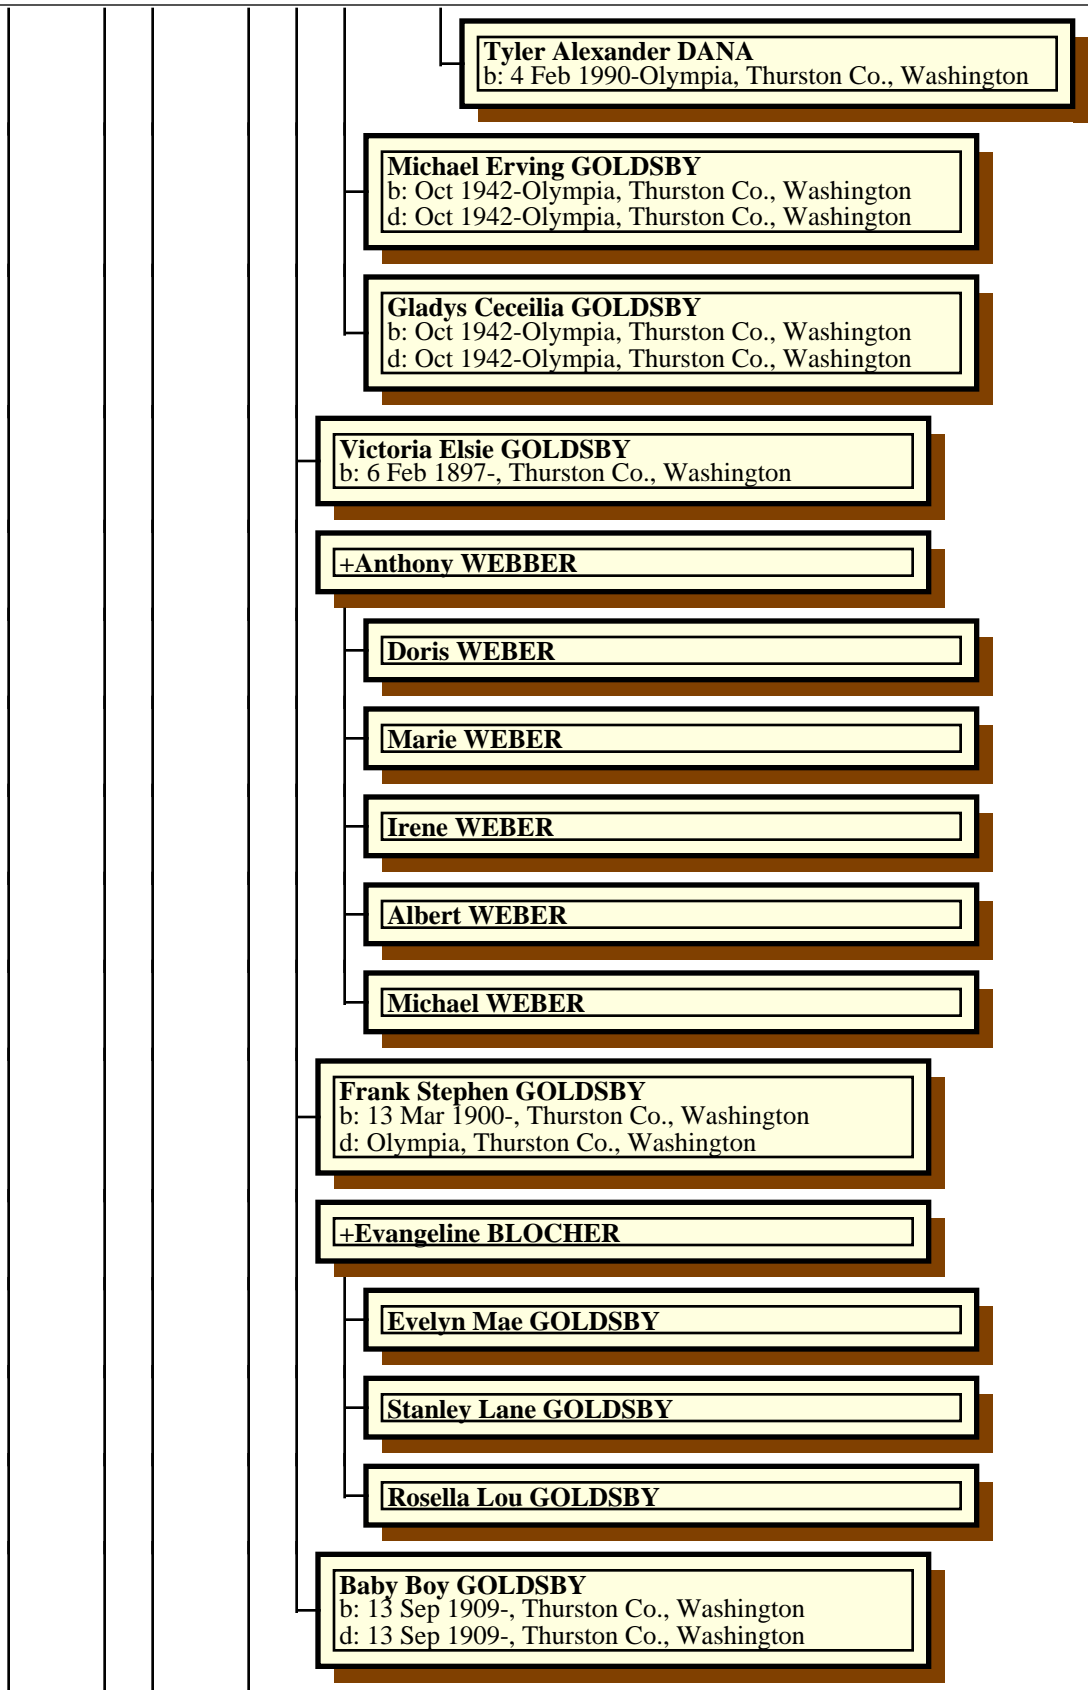 Tyler Alexander DANA
b: 4 Feb 1990-Olympia, Thurston Co., Washington
Michael Erving GOLDSBY
b: Oct 1942-Olympia, Thurston Co., Washington
d: Oct 1942-Olympia, Thurston Co., Washington
Gladys Ceceilia GOLDSBY
b: Oct 1942-Olympia, Thurston Co., Washington
d: Oct 1942-Olympia, Thurston Co., Washington
Victoria Elsie GOLDSBY
b: 6 Feb 1897-, Thurston Co., Washington
+Anthony WEBBER
Doris WEBER
Marie WEBER
Irene WEBER
Albert WEBER
Michael WEBER
Frank Stephen GOLDSBY
b: 13 Mar 1900-, Thurston Co., Washington
d: Olympia, Thurston Co., Washington
+Evangeline BLOCHER
Evelyn Mae GOLDSBY
Stanley Lane GOLDSBY
Rosella Lou GOLDSBY
Baby Boy GOLDSBY
b: 13 Sep 1909-, Thurston Co., Washington
d: 13 Sep 1909-, Thurston Co., Washington